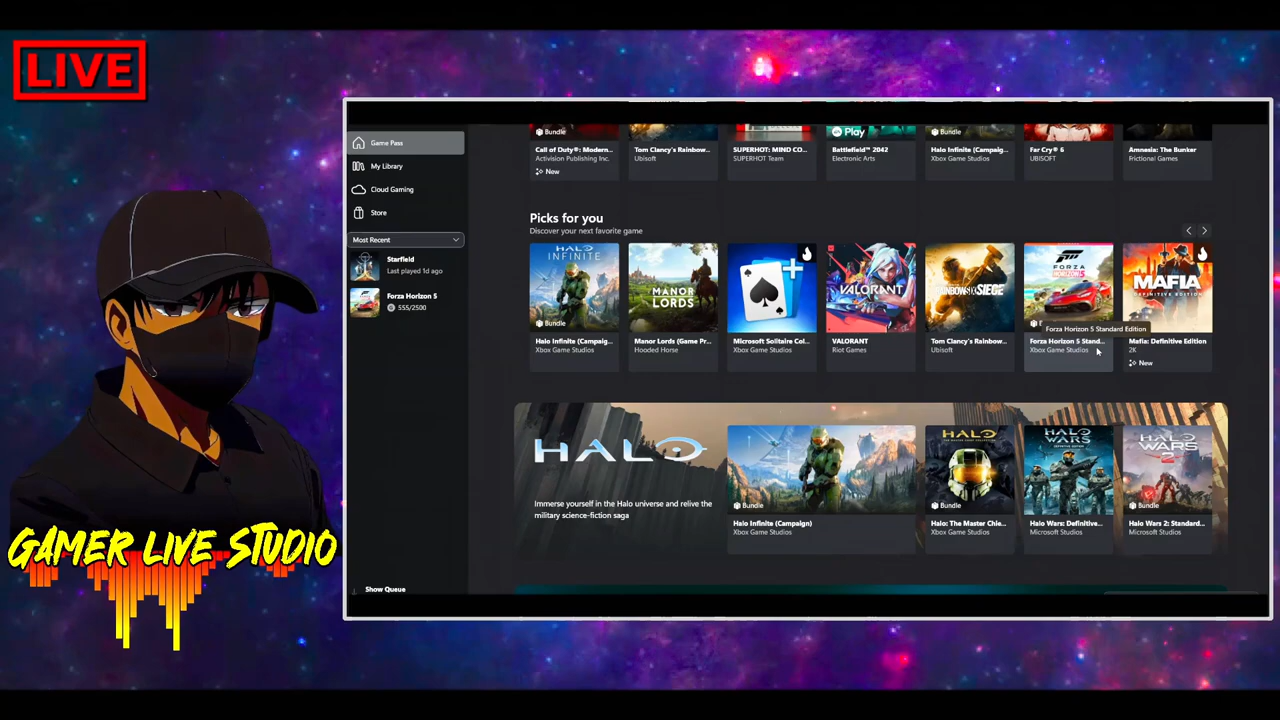 LIVE
Game Pass
My Library
Cloud Gaming
Store
Most Recent
Starfield
Last played 1d ago
Forza Horizon 5
555/2500
Show Queue
GAMER LIVE STUDIO
Bundle
Call of Duty®: Modern...
Activision Publishing Inc.
New
Tom Clancy's Rainbow...
Ubisoft
SUPERHOT: MIND CO...
SUPERHOT Team
EA Play
Battlefield™ 2042
Electronic Arts
Bundle
Halo Infinite (Campaig...
Xbox Game Studios
Far Cry® 6
UBISOFT
Amnesia: The Bunker
Frictional Games
Picks for you
Discover your next favorite game
HALO
INFINITE
Bundle
Halo Infinite (Campaig...
Xbox Game Studios
MANOR
LORDS
Manor Lords (Game Pr...
Hooded Horse
Microsoft Solitaire Col...
Xbox Game Studios
VALORANT
VALORANT
Riot Games
RAINBOW SIX SIEGE
Tom Clancy's Rainbow...
Ubisoft
FORZA
HORIZON 5
Forza Horizon 5 Standard Edition
Forza Horizon 5 Stand...
Xbox Game Studios
MAFIA
DEFINITIVE EDITION
Mafia: Definitive Edition
2K
New
HALO
Immerse yourself in the Halo universe and relive the
military science-fiction saga
Bundle
Halo Infinite (Campaign)
Xbox Game Studios
HALO
THE MASTER CHIEF COLLECTION
Bundle
Halo: The Master Chie...
Xbox Game Studios
HALO WARS
DEFINITIVE EDITION
Bundle
Halo Wars: Definitive...
Microsoft Studios
HALO WARS
2
Bundle
Halo Wars 2: Standard...
Microsoft Studios